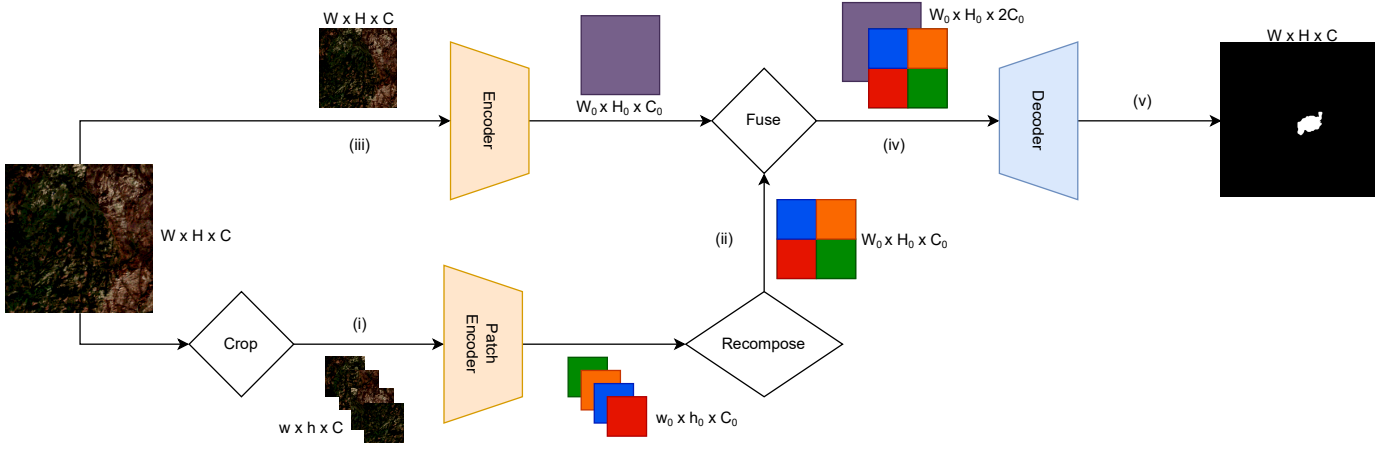 W x H x C
W₀ x H₀ x 2C₀
W x H x C
Encoder
W₀ x H₀ x C₀
Fuse
Decoder
(iii)
(iv)
(v)
W x H x C
(ii)
W₀ x H₀ x C₀
Crop
(i)
Patch
Encoder
Recompose
w x h x C
w₀ x h₀ x C₀